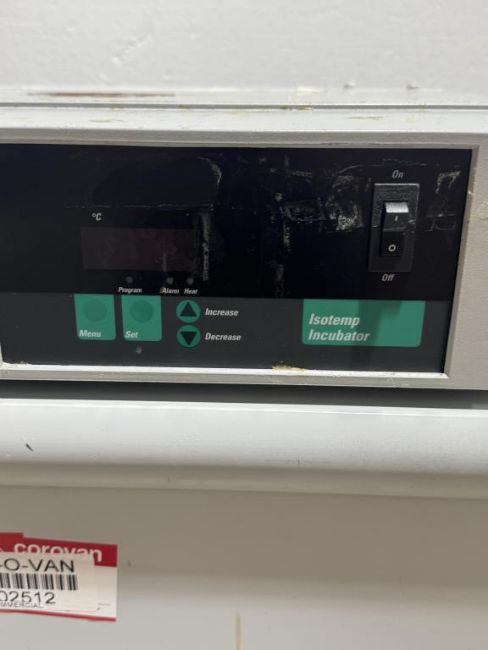 On
°C
I
O
Off
Program Alarm Heat
Menu Set
Increase
Decrease
Isotemp
Incubator
corovan
-O-VAN
02512